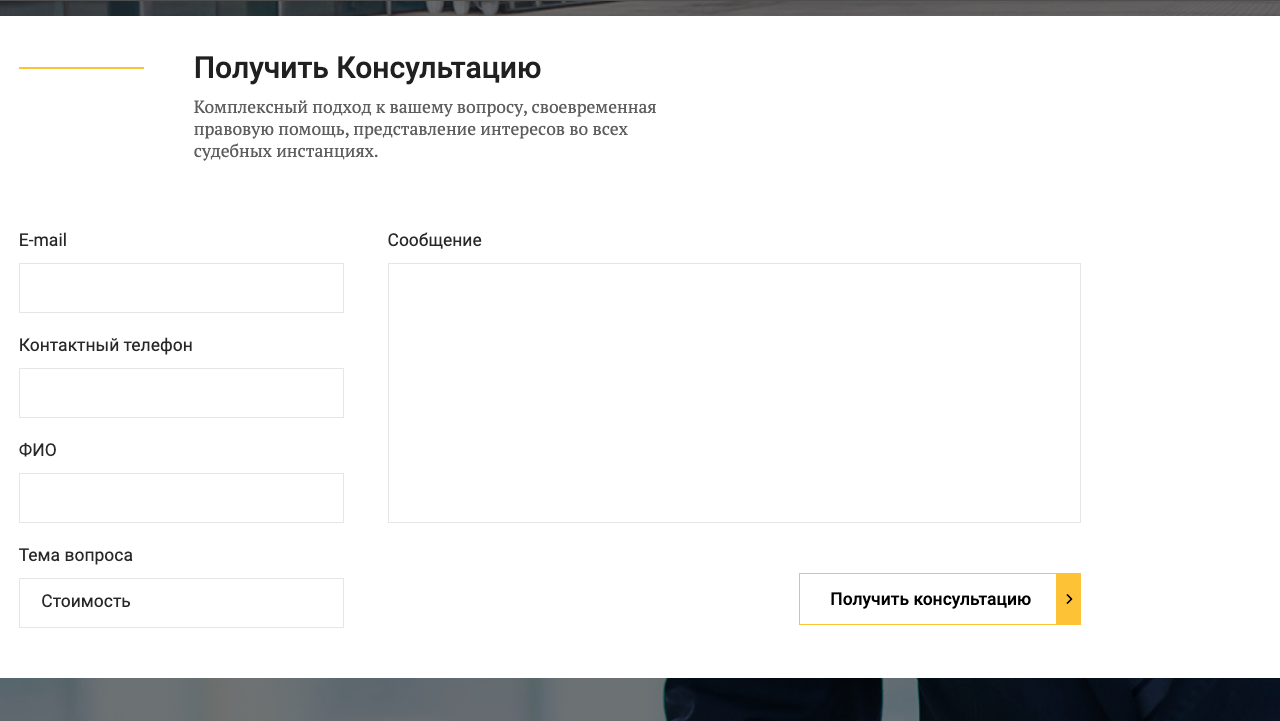 Получить Консультацию
Комплексный подход к вашему вопросу, своевременная
правовую помощь, представление интересов во всех
судебных инстанциях.
E-mail
Сообщение
Контактный телефон
ФИО
Тема вопроса
Стоимость
Получить консультацию